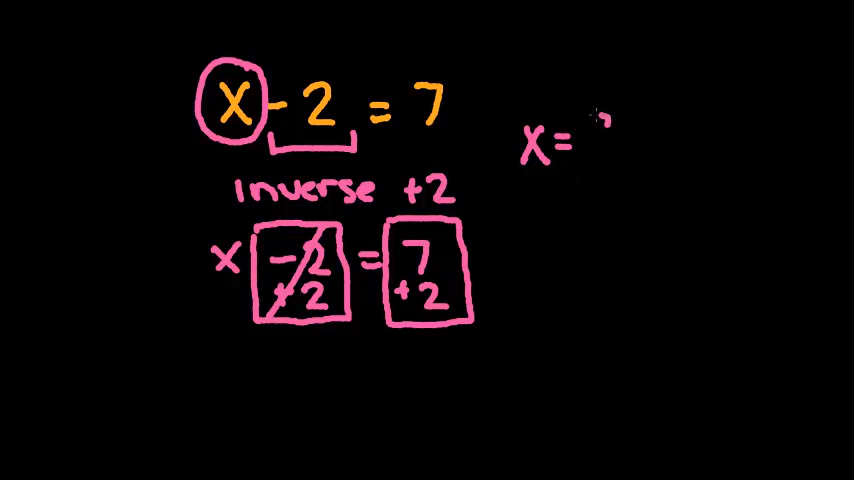 x - 2 = 7
x =
inverse +2
x -2 = 7
+2 +2